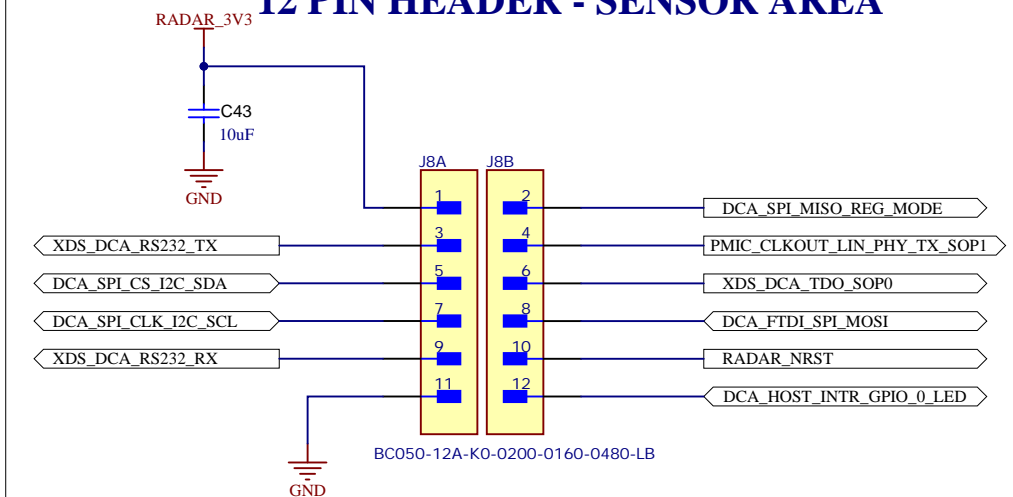 12 PIN HEADER - SENSOR AREA
RADAR_3V3
C43
10uF
GND
J8A
J8B
1
2
DCA_SPI_MISO_REG_MODE
XDS_DCA_RS232_TX
3
4
PMIC_CLKOUT_LIN_PHY_TX_SOP1
DCA_SPI_CS_I2C_SDA
5
6
XDS_DCA_TDO_SOP0
DCA_SPI_CLK_I2C_SCL
7
8
DCA_FTDI_SPI_MOSI
XDS_DCA_RS232_RX
9
10
RADAR_NRST
11
12
DCA_HOST_INTR_GPIO_0_LED
BC050-12A-K0-0200-0160-0480-LB
GND